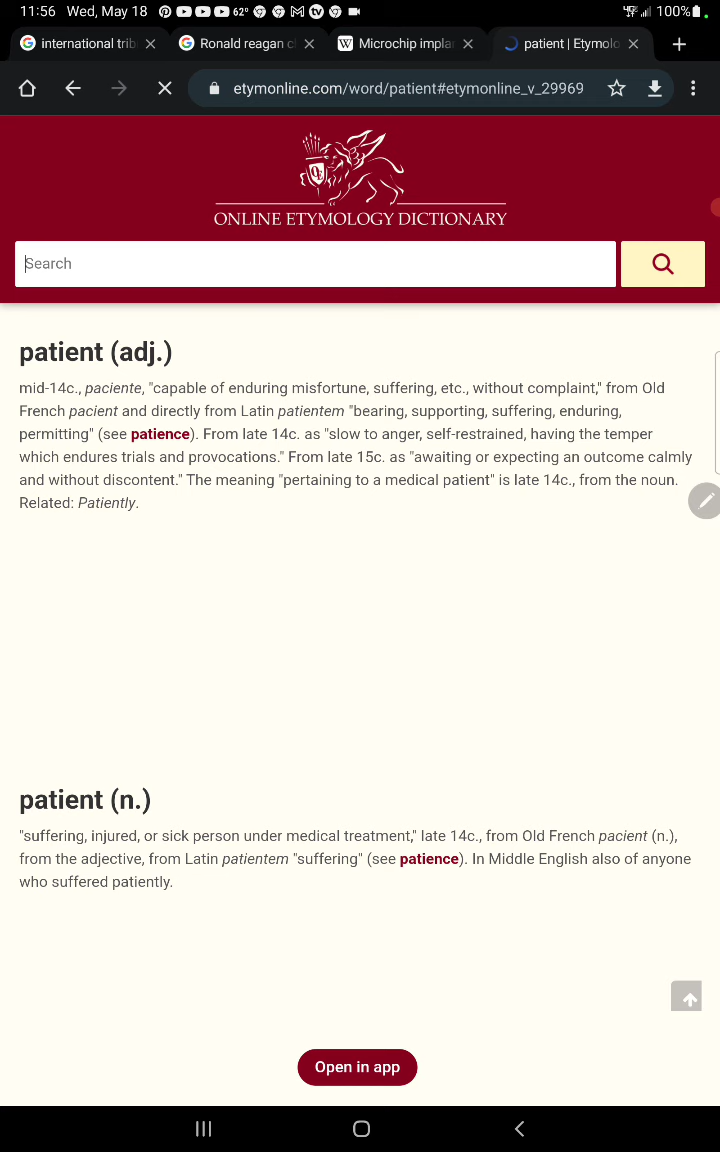 11:56 Wed, May 18 62° 100%
international trib Ronald reagan c Microchip impla patient | Etymolo
etymonline.com/word/patient#etymonline_v_29969
ONLINE ETYMOLOGY DICTIONARY
Search
patient (adj.)
mid-14c., paciente, "capable of enduring misfortune, suffering, etc., without complaint," from Old
French pacient and directly from Latin patientem "bearing, supporting, suffering, enduring,
permitting" (see patience). From late 14c. as "slow to anger, self-restrained, having the temper
which endures trials and provocations." From late 15c. as "awaiting or expecting an outcome calmly
and without discontent." The meaning "pertaining to a medical patient" is late 14c., from the noun.
Related: Patiently.
patient (n.)
"suffering, injured, or sick person under medical treatment," late 14c., from Old French pacient (n.),
from the adjective, from Latin patientem "suffering" (see patience). In Middle English also of anyone
who suffered patiently.
Open in app